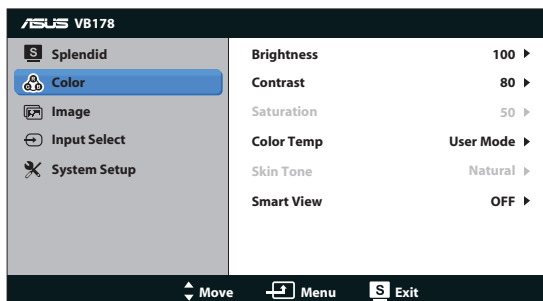 ASUS VB178
S Splendid
Color
Image
Input Select
System Setup
Brightness 100
Contrast 80
Saturation 50
Color Temp User Mode
Skin Tone Natural
Smart View OFF
Move Menu S Exit